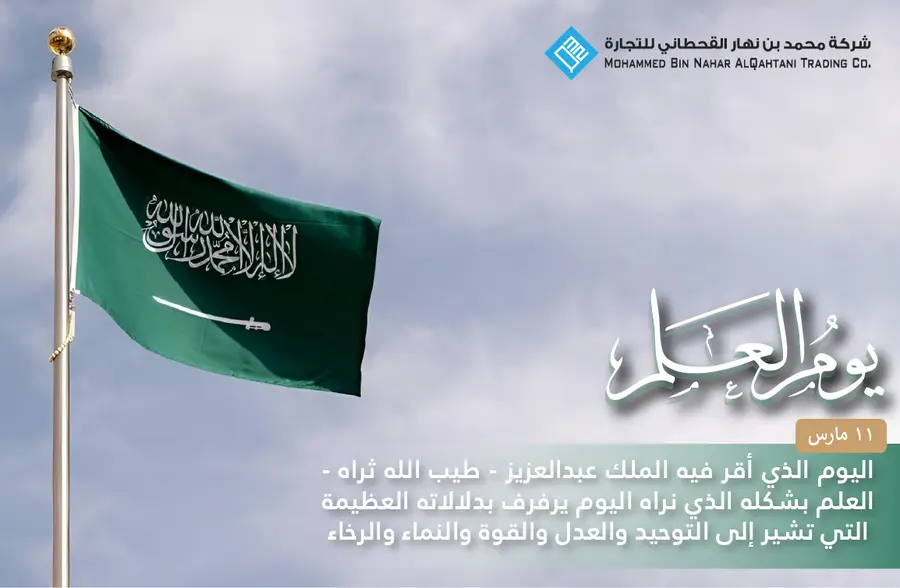 شركة محمد بن نهار القحطاني للتجارة
MOHAMMED BIN NAHAR ALQAHTANI TRADING CO.
لا إله إلا الله محمد رسول الله
يوم العلم
١١ مارس
اليوم الذي أقر فيه الملك عبدالعزيز - طيب الله ثراه -
العلم بشكله الذي نراه اليوم يرفرف بدلالاته العظيمة
التي تشير إلى التوحيد والعدل والقوة والنماء والرخاء